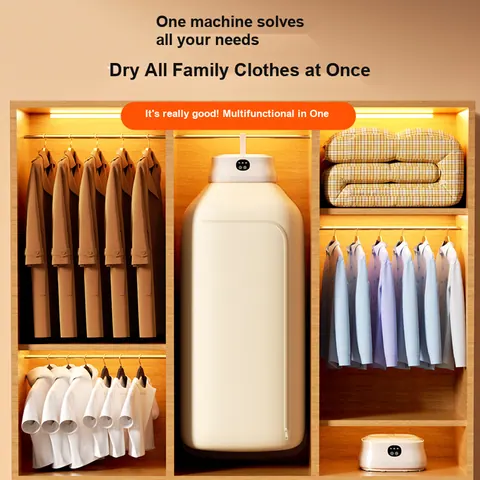 One machine solves
all your needs
Dry All Family Clothes at Once
It's really good! Multifunctional in One